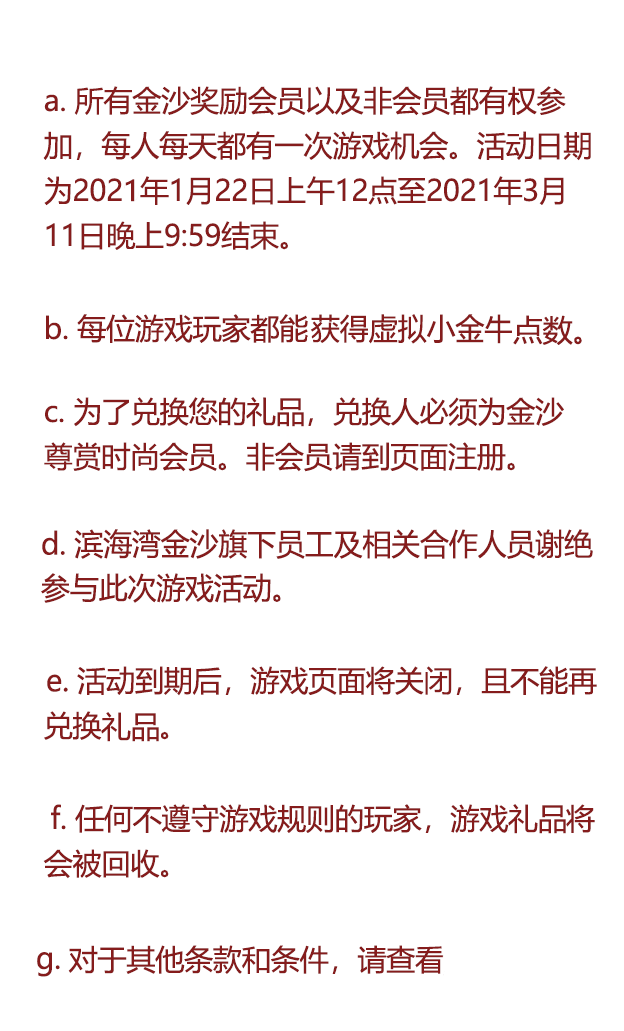 a. 所有金沙奖励会员以及非会员都有权参
加，每人每天都有一次游戏机会。活动日期
为2021年1月22日上午12点至2021年3月
11日晚上9:59结束。
b. 每位游戏玩家都能获得虚拟小金牛点数。
c. 为了兑换您的礼品，兑换人必须为金沙
尊赏时尚会员。非会员请到页面注册。
d. 滨海湾金沙旗下员工及相关合作人员谢绝
参与此次游戏活动。
e. 活动到期后，游戏页面将关闭，且不能再
兑换礼品。
f. 任何不遵守游戏规则的玩家，游戏礼品将
会被回收。
g. 对于其他条款和条件，请查看